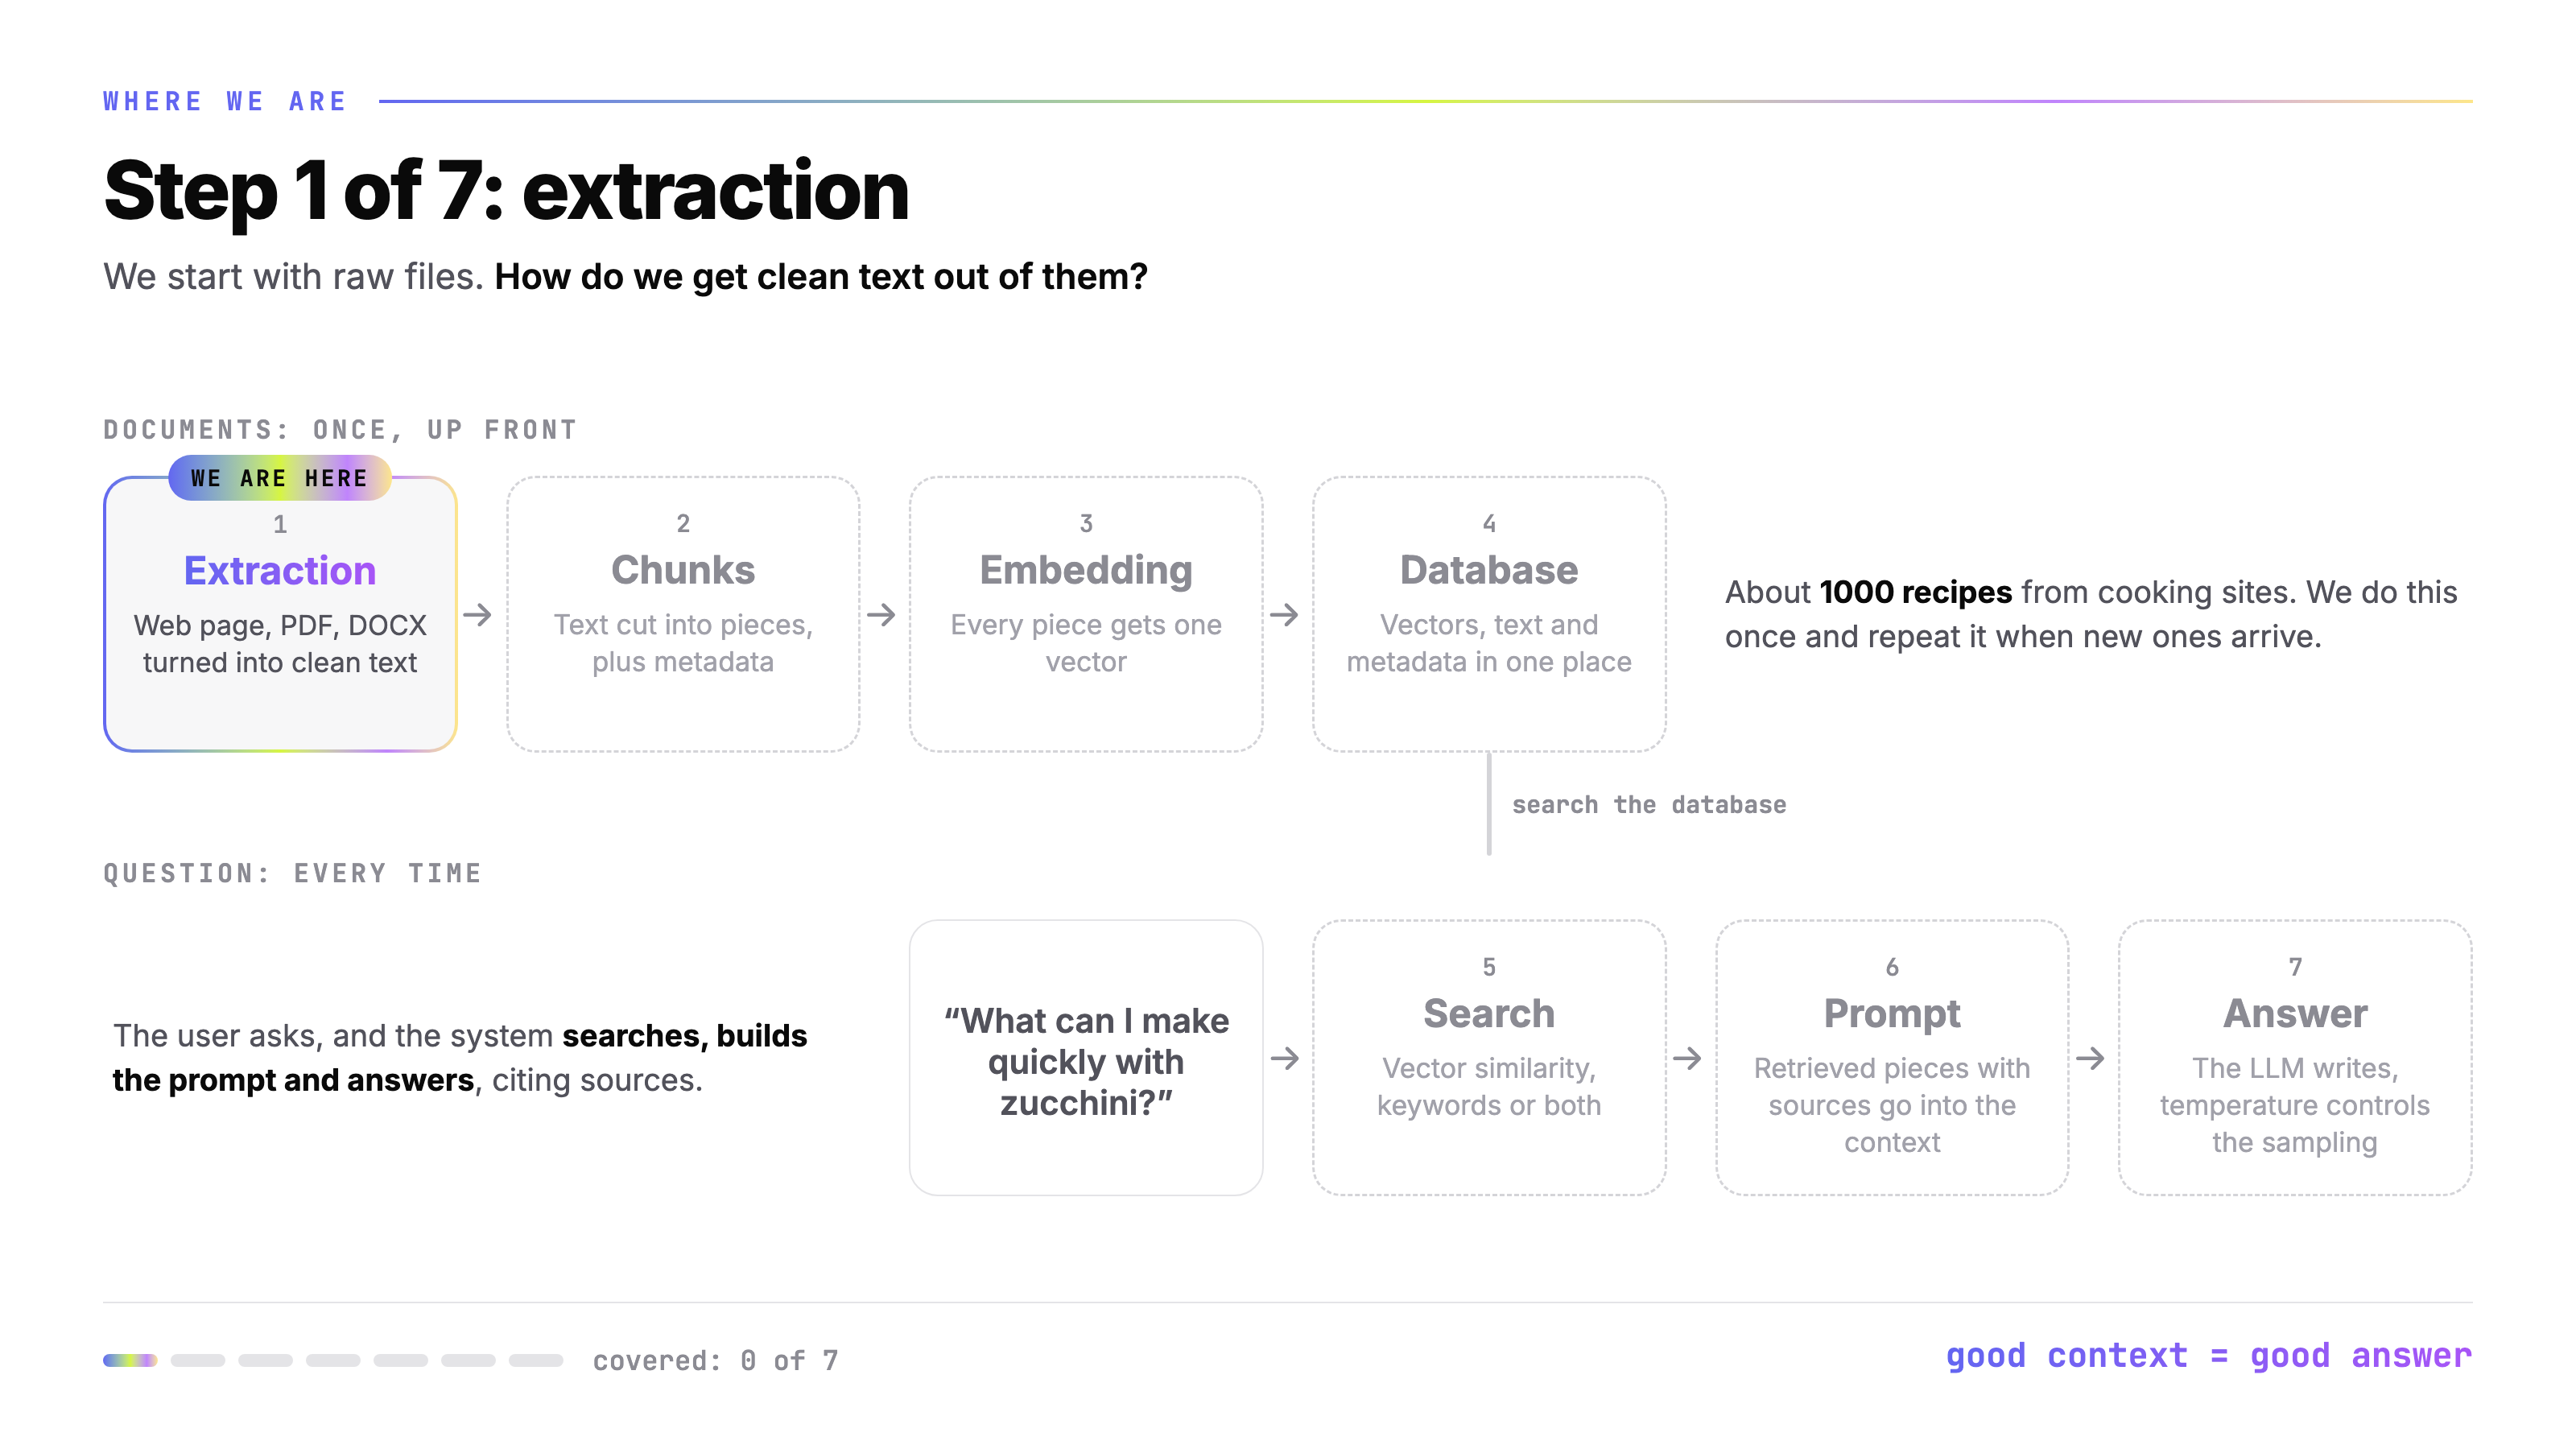 WHERE WE ARE
Step 1 of 7: extraction
We start with raw files. How do we get clean text out of them?
DOCUMENTS: ONCE, UP FRONT
WE ARE HERE
1
Extraction
Web page, PDF, DOCX
turned into clean text
2
Chunks
Text cut into pieces,
plus metadata
3
Embedding
Every piece gets one
vector
4
Database
Vectors, text and
metadata in one place
About 1000 recipes from cooking sites. We do this
once and repeat it when new ones arrive.
search the database
QUESTION: EVERY TIME
The user asks, and the system searches, builds
the prompt and answers, citing sources.
“What can I make
quickly with
zucchini?”
5
Search
Vector similarity,
keywords or both
6
Prompt
Retrieved pieces with
sources go into the
context
7
Answer
The LLM writes,
temperature controls
the sampling
covered: 0 of 7
good context = good answer